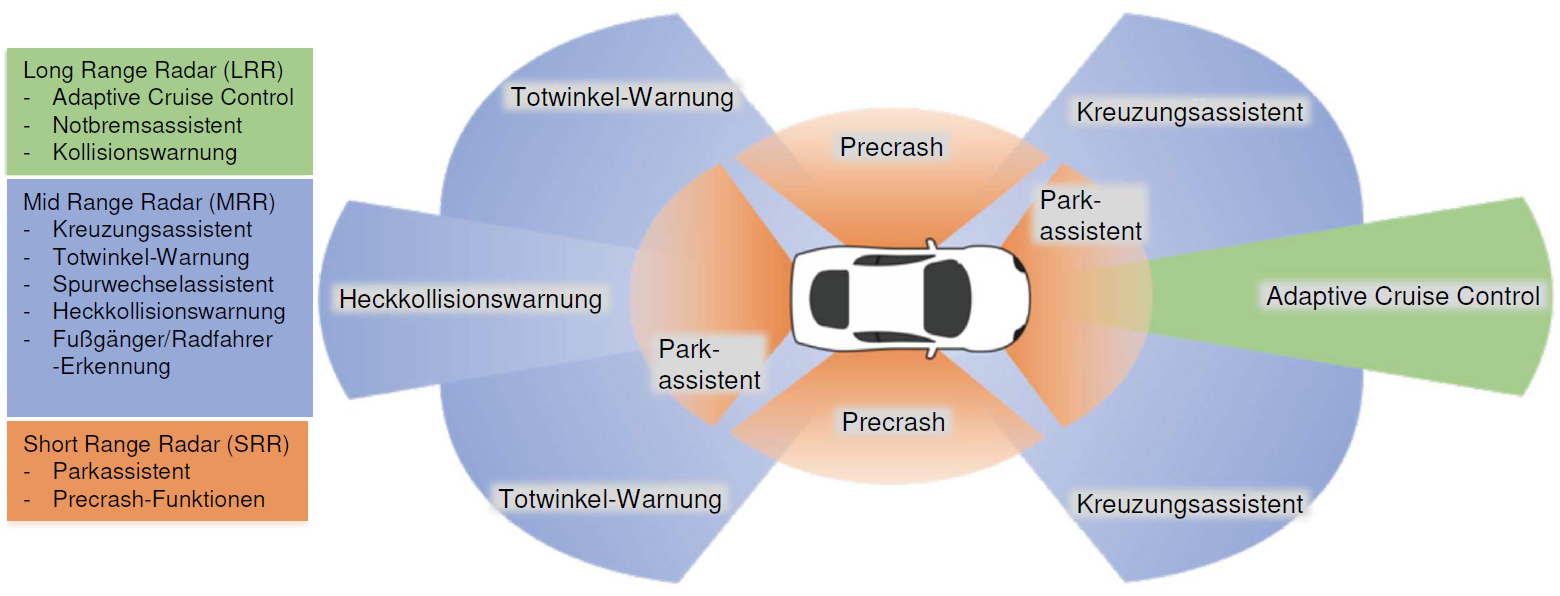 Long Range Radar (LRR)
- Adaptive Cruise Control
- Notbremsassistent
- Kollisionswarnung
Mid Range Radar (MRR)
- Kreuzungsassistent
- Totwinkel-Warnung
- Spurwechselassistent
- Heckkollisionswarnung
- Fußgänger/Radfahrer
-Erkennung
Short Range Radar (SRR)
- Parkassistent
- Precrash-Funktionen
Totwinkel-Warnung
Kreuzungsassistent
Precrash
Park-
assistent
Heckkollisionswarnung
Adaptive Cruise Control
Park-
assistent
Precrash
Totwinkel-Warnung
Kreuzungsassistent